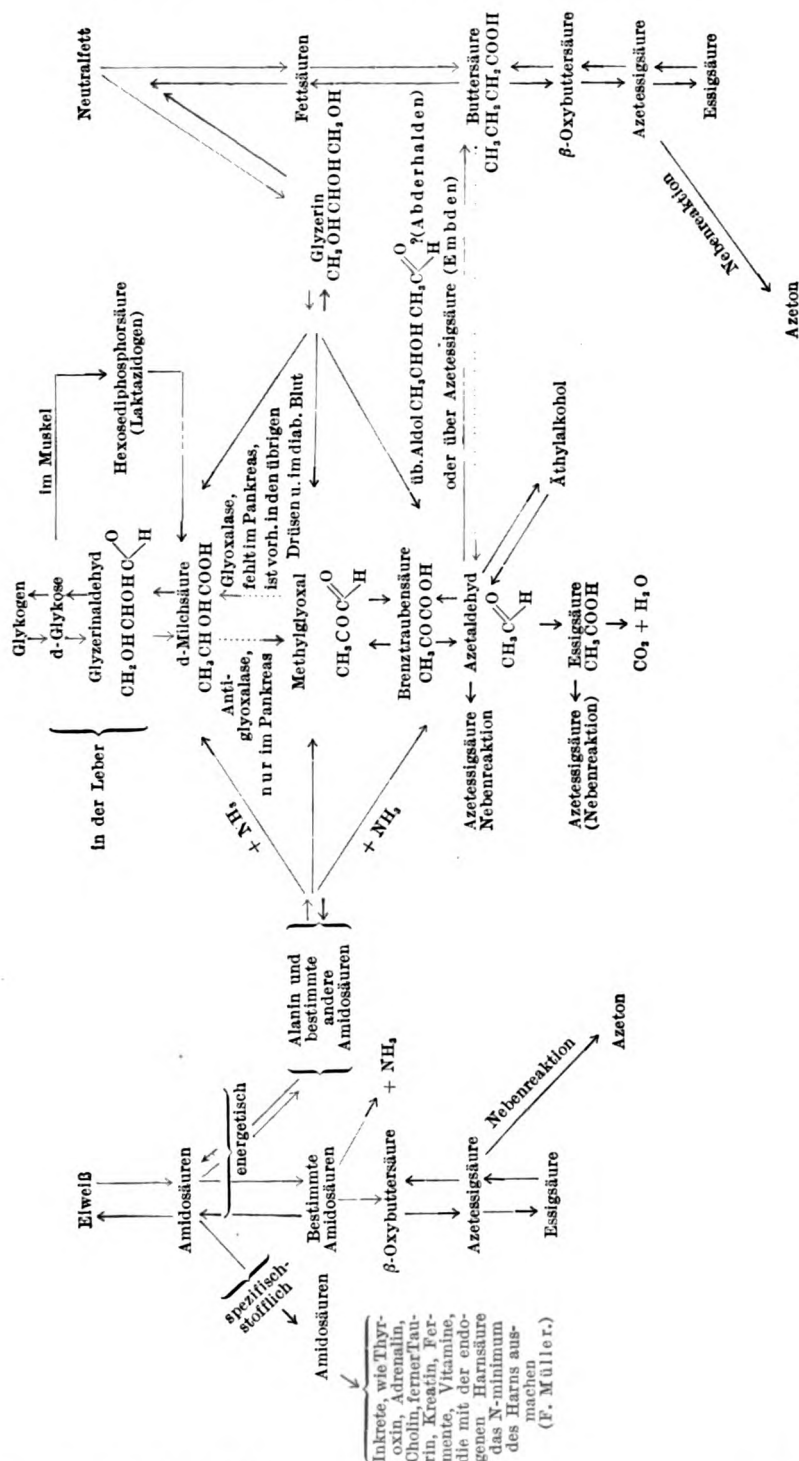 Eiweiß
Amidosäuren
energetisch
spezifisch-
stofflich
Amidosäuren
Inkrete, wie Thyr-
oxin, Adrenalin,
Cholin, ferner Tau-
rin, Kreatin, Fer-
mente, Vitamine,
die mit der endo-
genen Harnsäure
das N-minimum
des Harns aus-
machen
(F. Müller.)
Bestimmte
Amidosäuren
+ NH₃
β-Oxybuttersäure
Azetessigsäure
Nebenreaktion
Azeton
Essigsäure
Alanin und
bestimmte
andere
Amidosäuren
+ NH₃
+ NH₃
in der Leber
Glykogen
d-Glykose
Glyzerinaldehyd
CH₂OHCHOHC O H
im Muskel
Hexosediphosphorsäure
(Laktazidogen)
d-Milchsäure
CH₃CHOHCOOH
Anti-
glyoxalase,
nur im Pankreas
Glyoxalase,
fehlt im Pankreas,
ist vorh. in den übrigen
Drüsen u. im diab. Blut
Methylglyoxal
CH₃COC O H
Brenztraubensäure
CH₃COCOOH
Azetaldehyd
CH₃C O H
Azetessigsäure
Nebenreaktion
Äthylalkohol
Essigsäure
CH₃COOH
Azetessigsäure
(Nebenreaktion)
CO₂ + H₂O
üb. Aldol CH₃CHOH CH₂C O H ?(Abderhalden)
oder über Azetessigsäure (Embden)
Neutralfett
Glyzerin
CH₂OHCHOHCH₂OH
Fettsäuren
Buttersäure
CH₃CH₂CH₂COOH
β-Oxybuttersäure
Azetessigsäure
Nebenreaktion
Azeton
Essigsäure